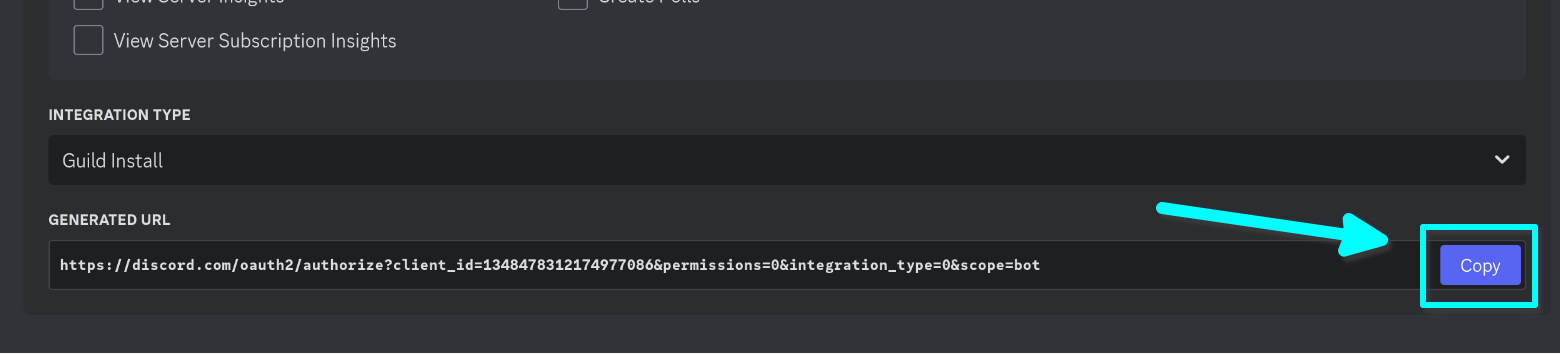 View Server Insights
Create Polls
View Server Subscription Insights
INTEGRATION TYPE
Guild Install
GENERATED URL
https://discord.com/oauth2/authorize?client_id=1348478312174977086&permissions=0&integration_type=0&scope=bot
Copy